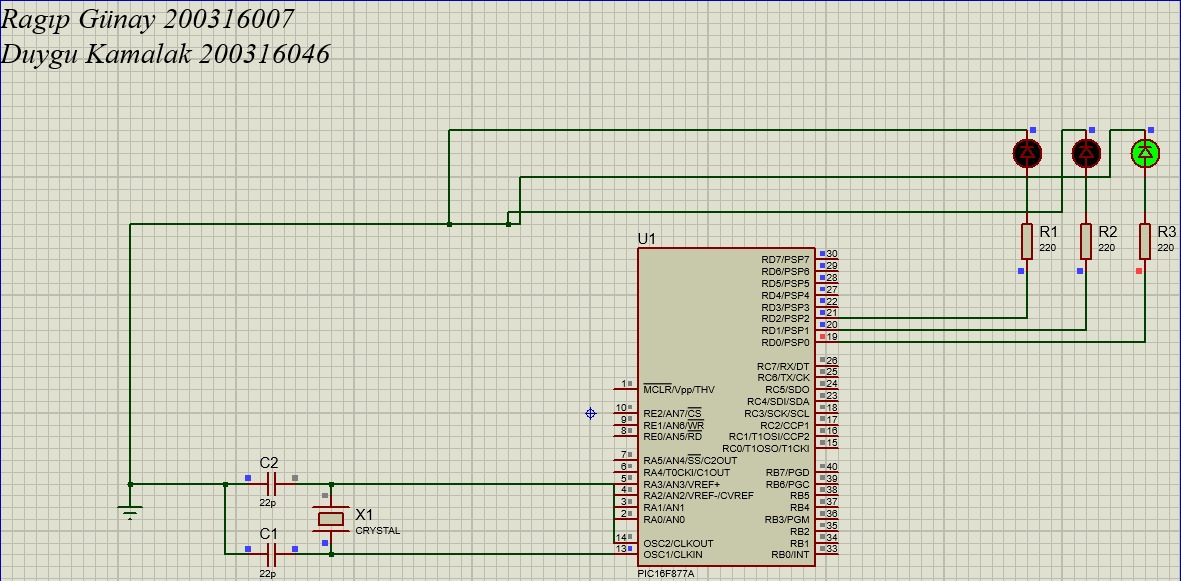 Ragıp Günay 200316007
Duygu Kamalak 200316046
R1
220
R2
220
R3
220
U1
RD7/PSP7 30
RD6/PSP6 29
RD5/PSP5 28
RD4/PSP4 27
RD3/PSP3 22
RD2/PSP2 21
RD1/PSP1 20
RD0/PSP0 19
RC7/RX/DT 26
RC6/TX/CK 25
1 MCLR/Vpp/THV RC5/SDO 24
RC4/SDI/SDA 23
10 RE2/AN7/CS RC3/SCK/SCL 18
9 RE1/AN6/WR RC2/CCP1 17
8 RE0/AN5/RD RC1/T1OSI/CCP2 16
RC0/T1OSO/T1CKI 15
7 RA5/AN4/SS/C2OUT
6 RA4/T0CKI/C1OUT RB7/PGD 40
5 RA3/AN3/VREF+ RB6/PGC 39
4 RA2/AN2/VREF-/CVREF RB5 38
3 RA1/AN1 RB4 37
2 RA0/AN0 RB3/PGM 36
RB2 35
14 OSC2/CLKOUT RB1 34
13 OSC1/CLKIN RB0/INT 33
PIC16F877A
C2
22p
X1
CRYSTAL
C1
22p